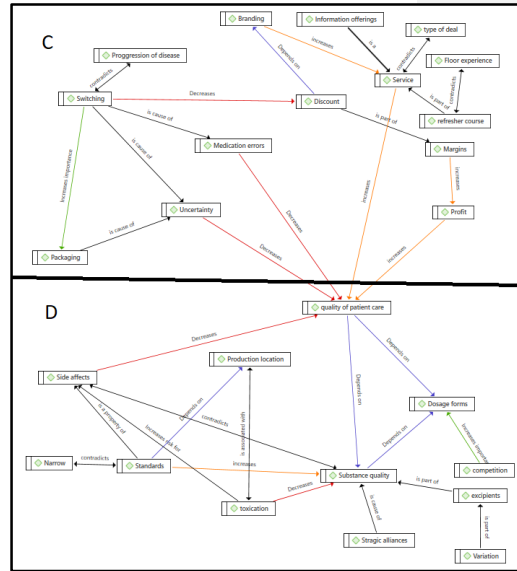 Branding
Information offerings
type of deal
C
increases
is a
contradicts
Floor experience
Proggression of disease
Depends on
contradicts
Service
contradicts
Switching
Decreases
Discount
is part of
refresher course
is cause of
is part of
Medication errors
Margins
is cause of
Increases importance
increases
increases
Uncertainty
Decreases
Profit
is cause of
Decreases
increases
Packaging
D
quality of patient care
Decreases
Production location
Depends on
Side affects
Depends on
Dosage forms
Depends on
is a property of
Increases risk for
is associated with
contradicts
Depends on
Increases importa
Narrow
contradicts
Standards
Increases
Substance quality
competition
Decreases
is part of
excipients
toxication
is cause of
is part of
Stragic alliances
Variation